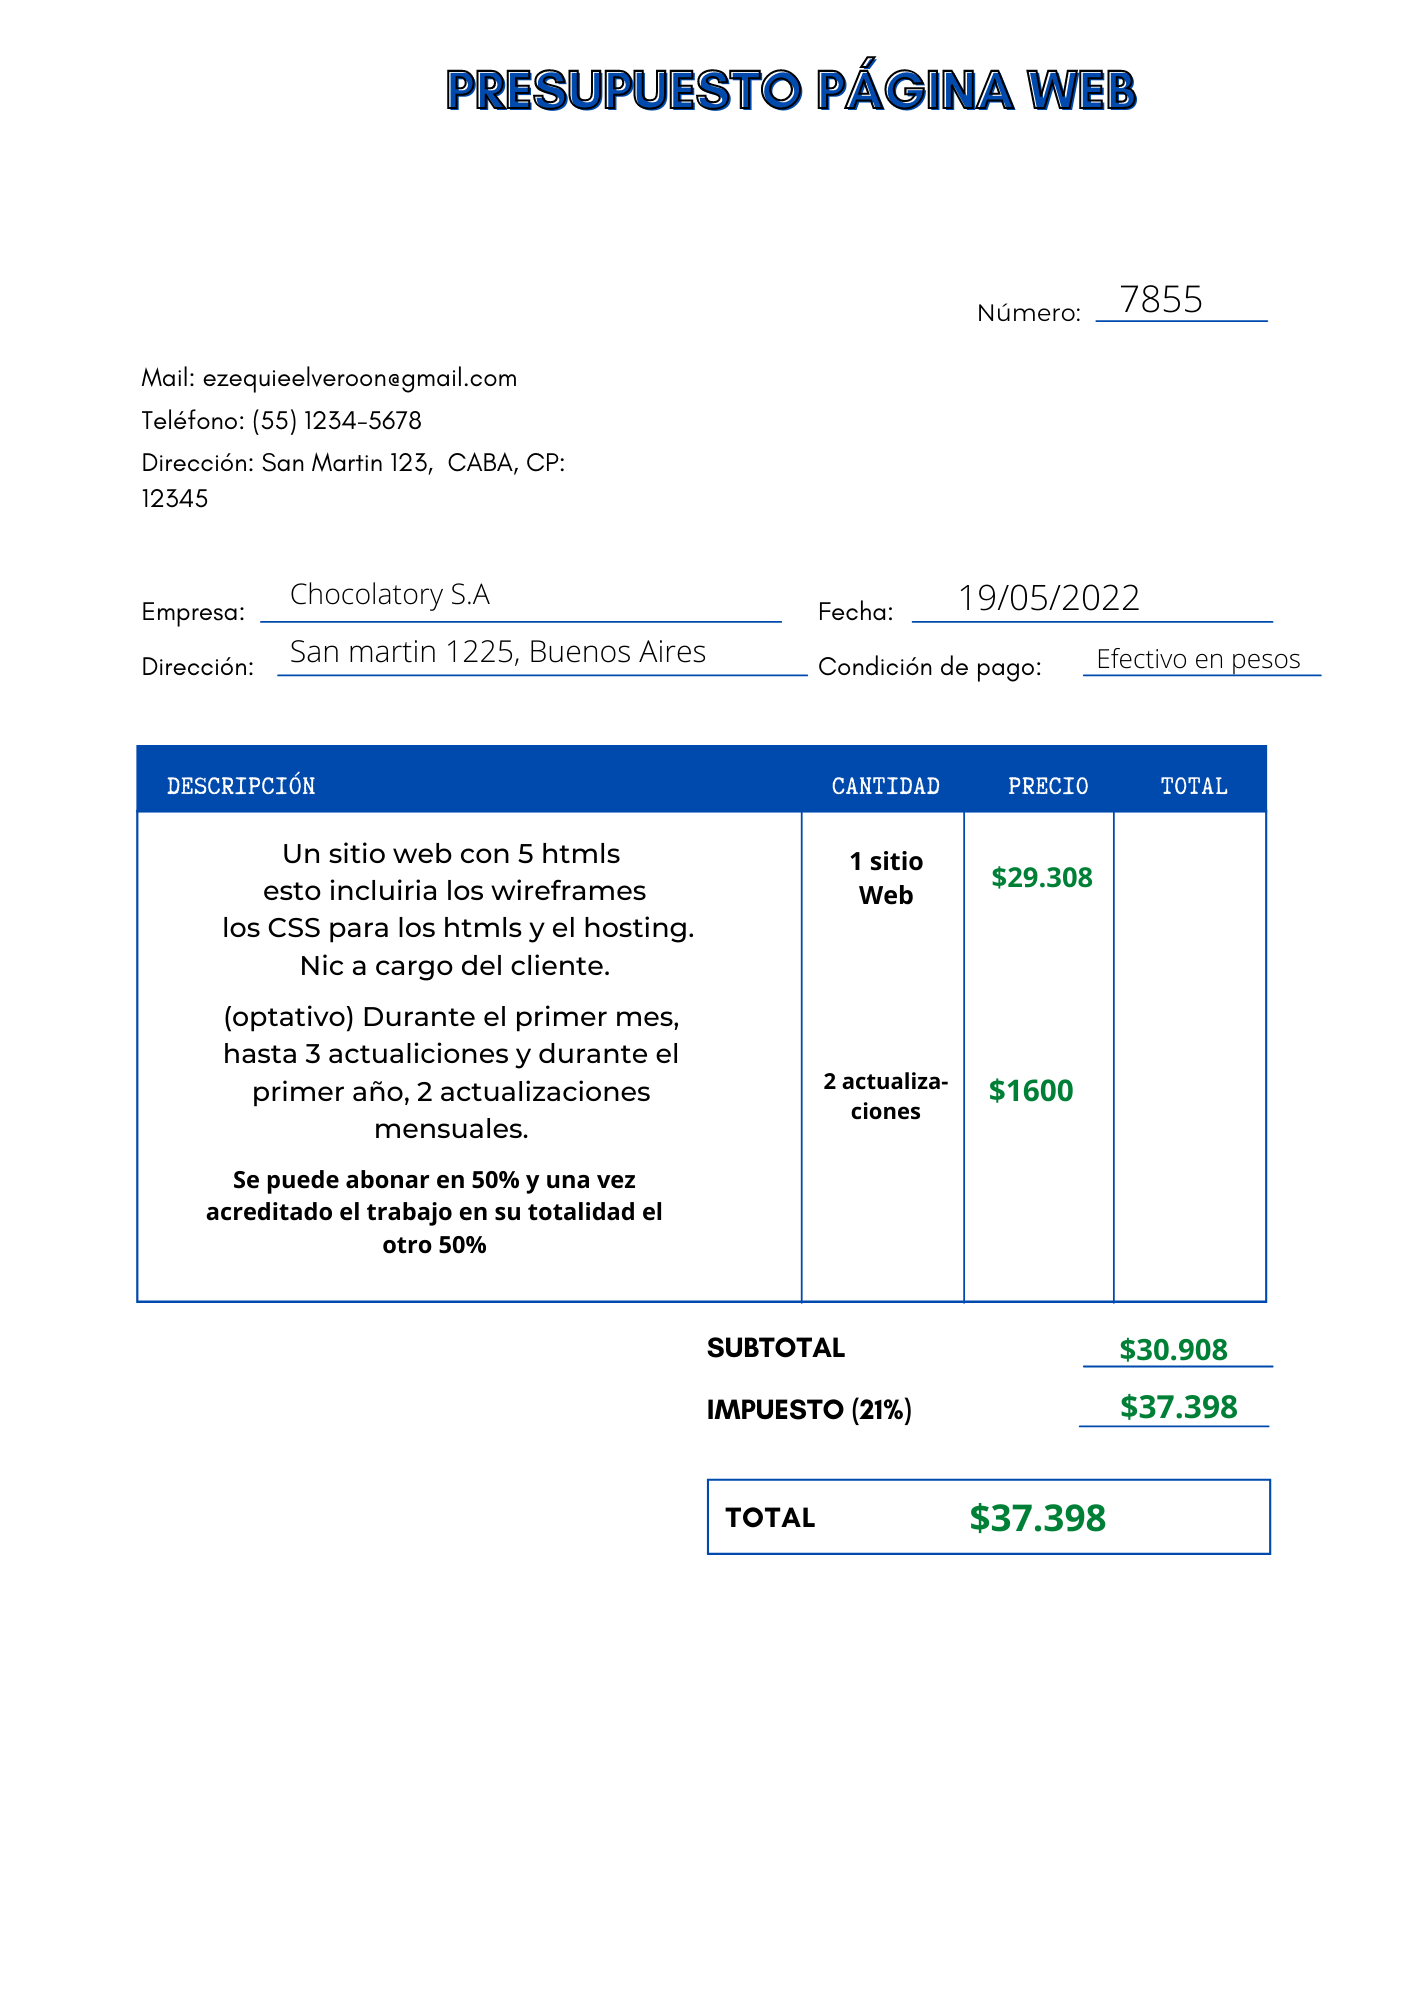 PRESUPUESTO PÁGINA WEB
Número: 7855
Mail: ezequieelveroon@gmail.com
Teléfono: (55) 1234-5678
Dirección: San Martin 123, CABA, CP:
12345
Empresa: Chocolatory S.A
Fecha: 19/05/2022
Dirección: San martin 1225, Buenos Aires
Condición de pago: Efectivo en pesos
DESCRIPCIÓN CANTIDAD PRECIO TOTAL
Un sitio web con 5 htmls
esto incluiria los wireframes
los CSS para los htmls y el hosting.
Nic a cargo del cliente.
1 sitio
Web
$29.308
(optativo) Durante el primer mes,
hasta 3 actualiciones y durante el
primer año, 2 actualizaciones
mensuales.
2 actualiza-
ciones
$1600
Se puede abonar en 50% y una vez
acreditado el trabajo en su totalidad el
otro 50%
SUBTOTAL $30.908
IMPUESTO (21%) $37.398
TOTAL $37.398